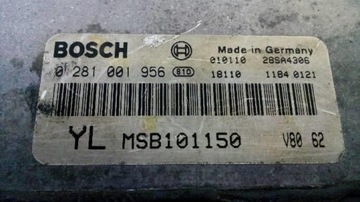 BOSCH
Made in Germany
010110 28SA4306
0 281 001 956 810
18110 1184 0121
YL MSB101150 V80 62